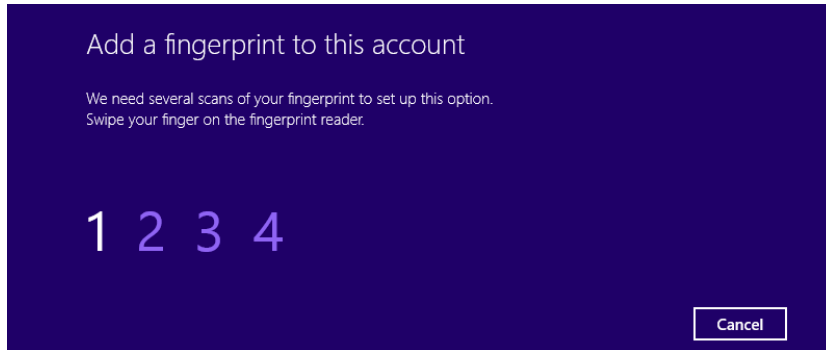 Add a fingerprint to this account
We need several scans of your fingerprint to set up this option.
Swipe your finger on the fingerprint reader.
1 2 3 4
Cancel